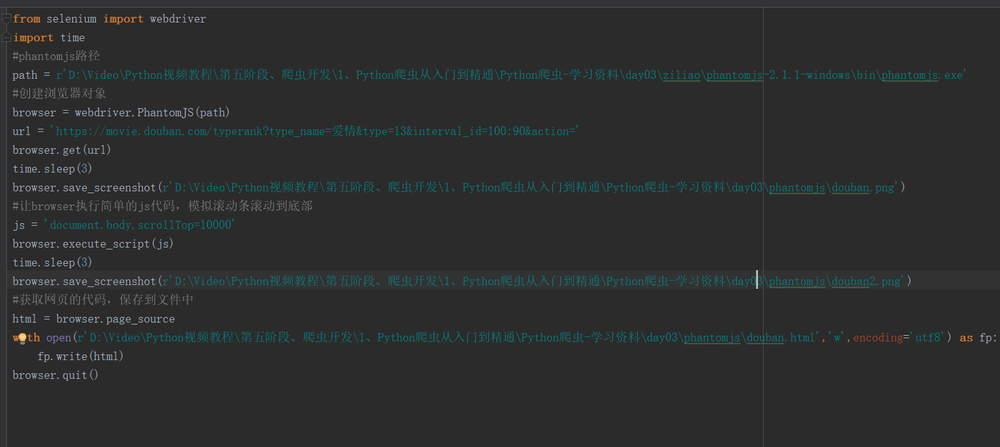 from selenium import webdriver
import time
#phantomjs路径
path = r'D:\Video\Python视频教程\第五阶段、爬虫开发\1、Python爬虫从入门到精通\Python爬虫-学习资料\day03\ziliao\phantomjs-2.1.1-windows\bin\phantomjs.exe'
#创建浏览器对象
browser = webdriver.PhantomJS(path)
url = 'https://movie.douban.com/typerank?type_name=爱情&type=13&interval_id=100:90&action='
browser.get(url)
time.sleep(3)
browser.save_screenshot(r'D:\Video\Python视频教程\第五阶段、爬虫开发\1、Python爬虫从入门到精通\Python爬虫-学习资料\day03\phantomjs\douban.png')
#让browser执行简单的js代码，模拟滚动条滚动到底部
js = 'document.body.scrollTop=10000'
browser.execute_script(js)
time.sleep(3)
browser.save_screenshot(r'D:\Video\Python视频教程\第五阶段、爬虫开发\1、Python爬虫从入门到精通\Python爬虫-学习资料\day03\phantomjs\douban2.png')
#获取网页的代码，保存到文件中
html = browser.page_source
with open(r'D:\Video\Python视频教程\第五阶段、爬虫开发\1、Python爬虫从入门到精通\Python爬虫-学习资料\day03\phantomjs\douban.html','w',encoding='utf8') as fp:
    fp.write(html)
browser.quit()